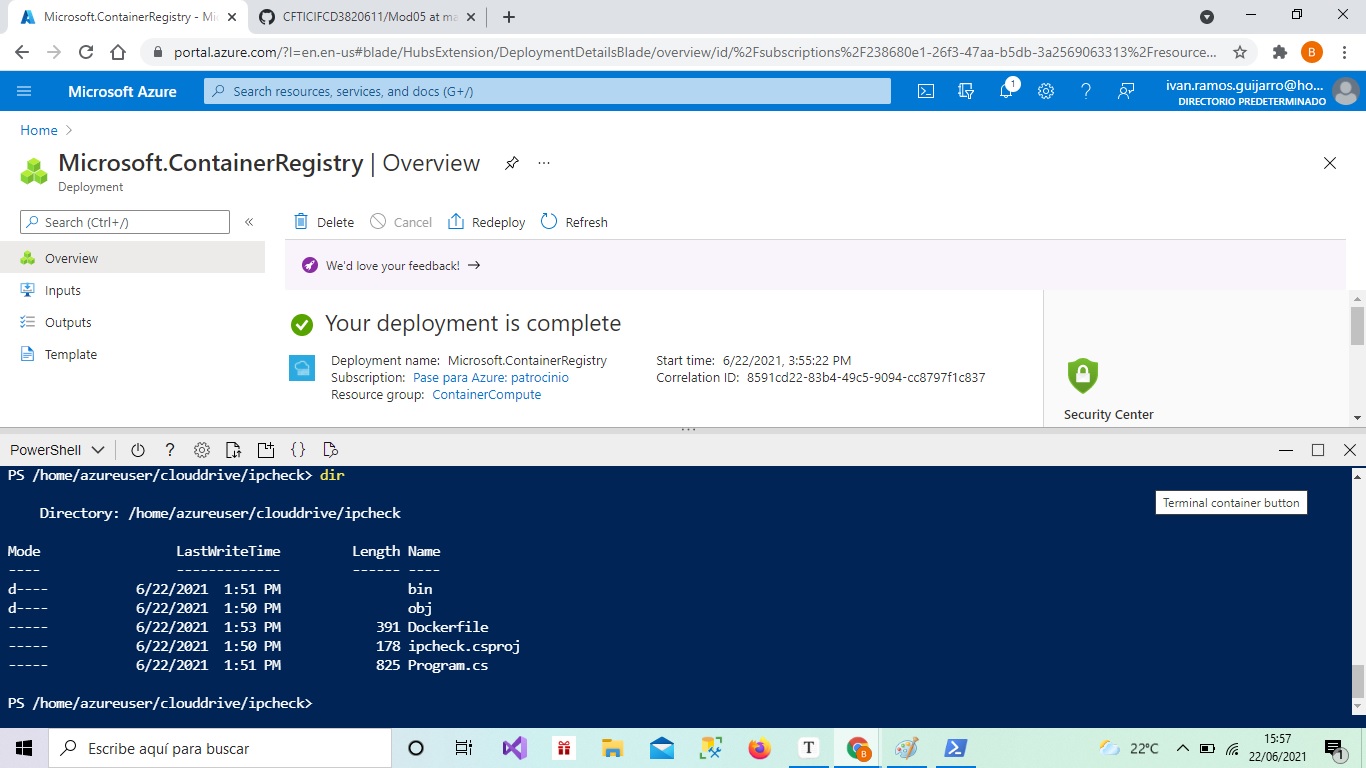 Microsoft.ContainerRegistry - Mi
CFTICIFCD3820611/Mod05 at ma
portal.azure.com/?l=en.en-us#blade/HubsExtension/DeploymentDetailsBlade/overview/id/%2Fsubscriptions%2F238680e1-26f3-47aa-b5db-3a2569063313%2Fresource...
B
Microsoft Azure
Search resources, services, and docs (G+/)
1
ivan.ramos.guijarro@ho...
DIRECTORIO PREDETERMINADO
Home
Microsoft.ContainerRegistry | Overview
...
Deployment
Search (Ctrl+/)
«
Delete
Cancel
Redeploy
Refresh
Overview
Inputs
Outputs
Template
We'd love your feedback! →
Your deployment is complete
Deployment name: Microsoft.ContainerRegistry
Subscription: Pase para Azure: patrocinio
Resource group: ContainerCompute
Start time: 6/22/2021, 3:55:22 PM
Correlation ID: 8591cd22-83b4-49c5-9094-cc8797f1c837
Security Center
PowerShell
?
{}
PS /home/azureuser/clouddrive/ipcheck> dir
Terminal container button
Directory: /home/azureuser/clouddrive/ipcheck
Mode LastWriteTime Length Name
---- ------------- ------ ----
d---- 6/22/2021 1:51 PM bin
d---- 6/22/2021 1:50 PM obj
----- 6/22/2021 1:53 PM 391 Dockerfile
----- 6/22/2021 1:50 PM 178 ipcheck.csproj
----- 6/22/2021 1:51 PM 825 Program.cs
PS /home/azureuser/clouddrive/ipcheck>
Escribe aquí para buscar
T
B
22°C
15:57
22/06/2021
1